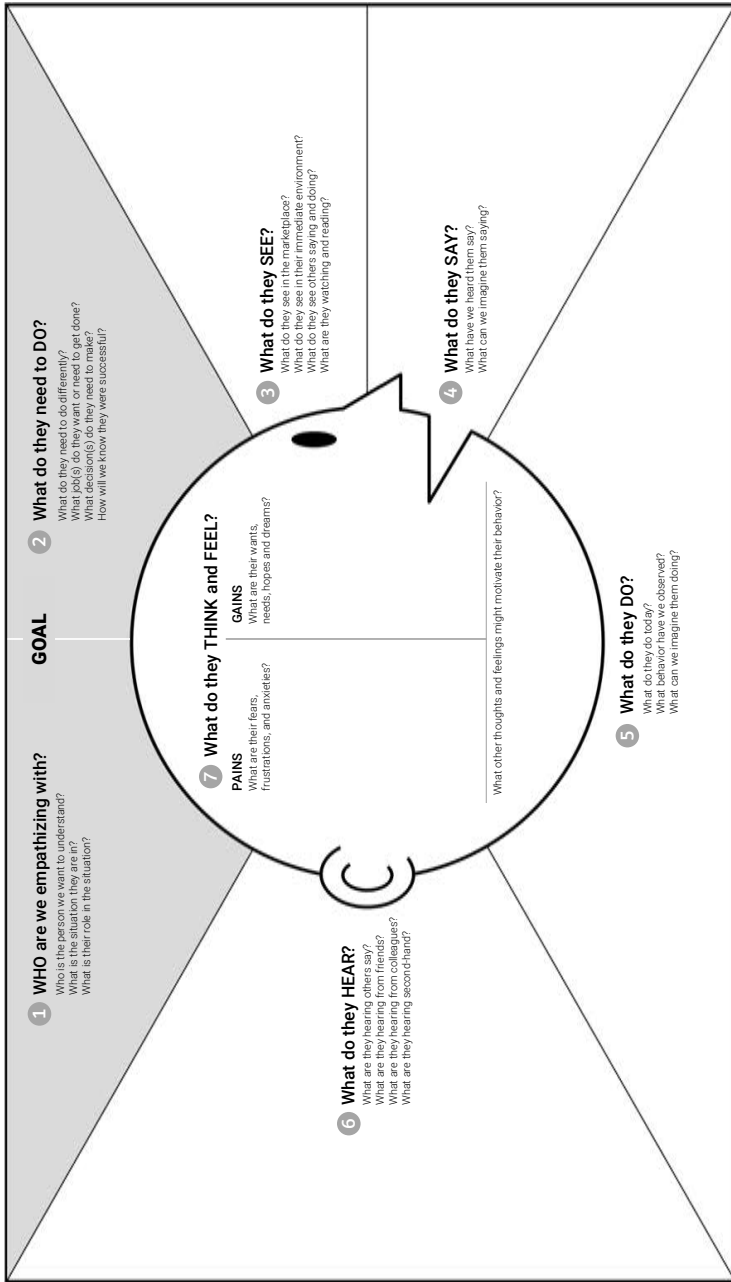 GOAL
1 WHO are we empathizing with?
Who is the person we want to understand?
What is the situation they are in?
What is their role in the situation?
2 What do they need to DO?
What do they need to do differently?
What job(s) do they want or need to get done?
What decision(s) do they need to make?
How will we know they were successful?
3 What do they SEE?
What do they see in the marketplace?
What do they see in their immediate environment?
What do they see others saying and doing?
What are they watching and reading?
4 What do they SAY?
What have we heard them say?
What can we imagine them saying?
5 What do they DO?
What do they do today?
What behavior have we observed?
What can we imagine them doing?
6 What do they HEAR?
What are they hearing others say?
What are they hearing from friends?
What are they hearing from colleagues?
What are they hearing second-hand?
7 What do they THINK and FEEL?
PAINS
What are their fears,
frustrations, and anxieties?
GAINS
What are their wants,
needs, hopes and dreams?
What other thoughts and feelings might motivate their behavior?